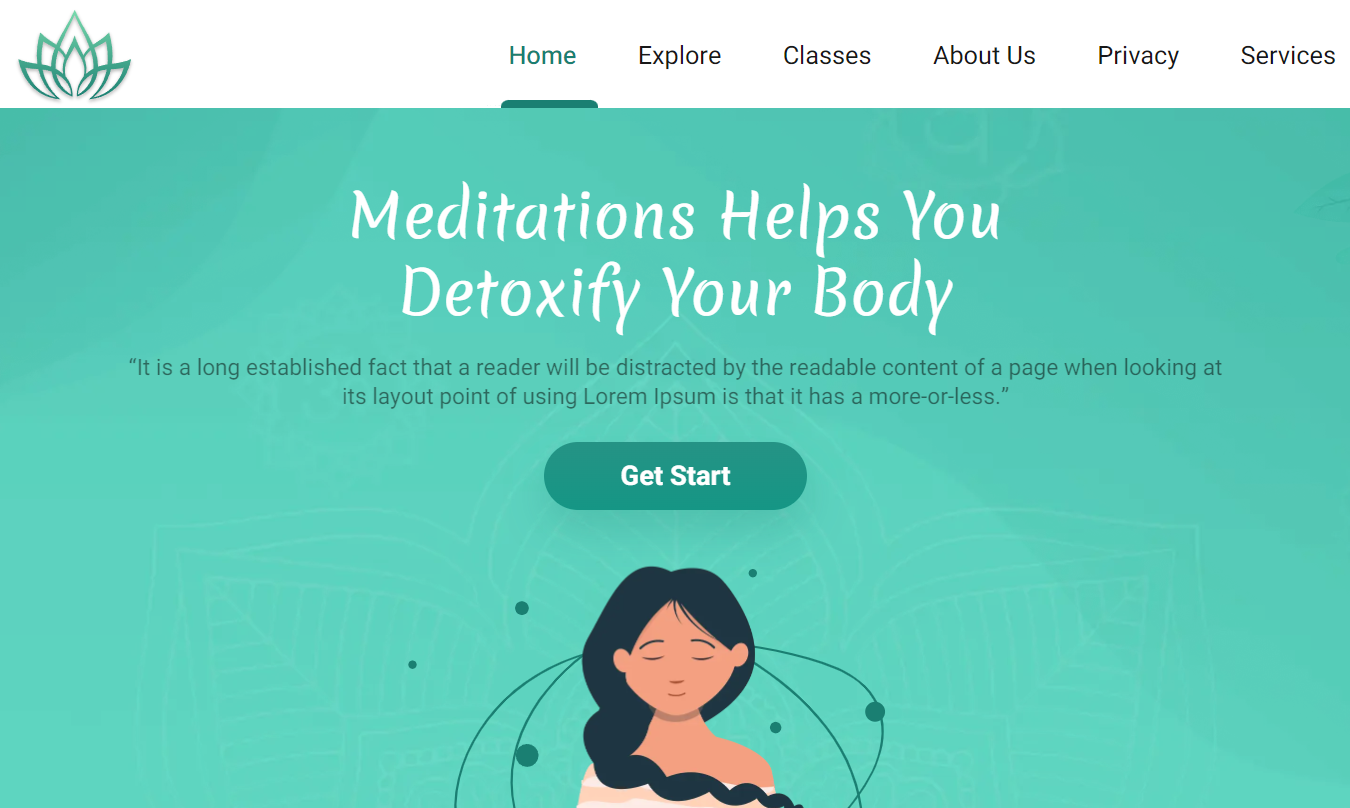 Home Explore Classes About Us Privacy Services
Meditations Helps You
Detoxify Your Body
“It is a long established fact that a reader will be distracted by the readable content of a page when looking at
its layout point of using Lorem Ipsum is that it has a more-or-less.”
Get Start